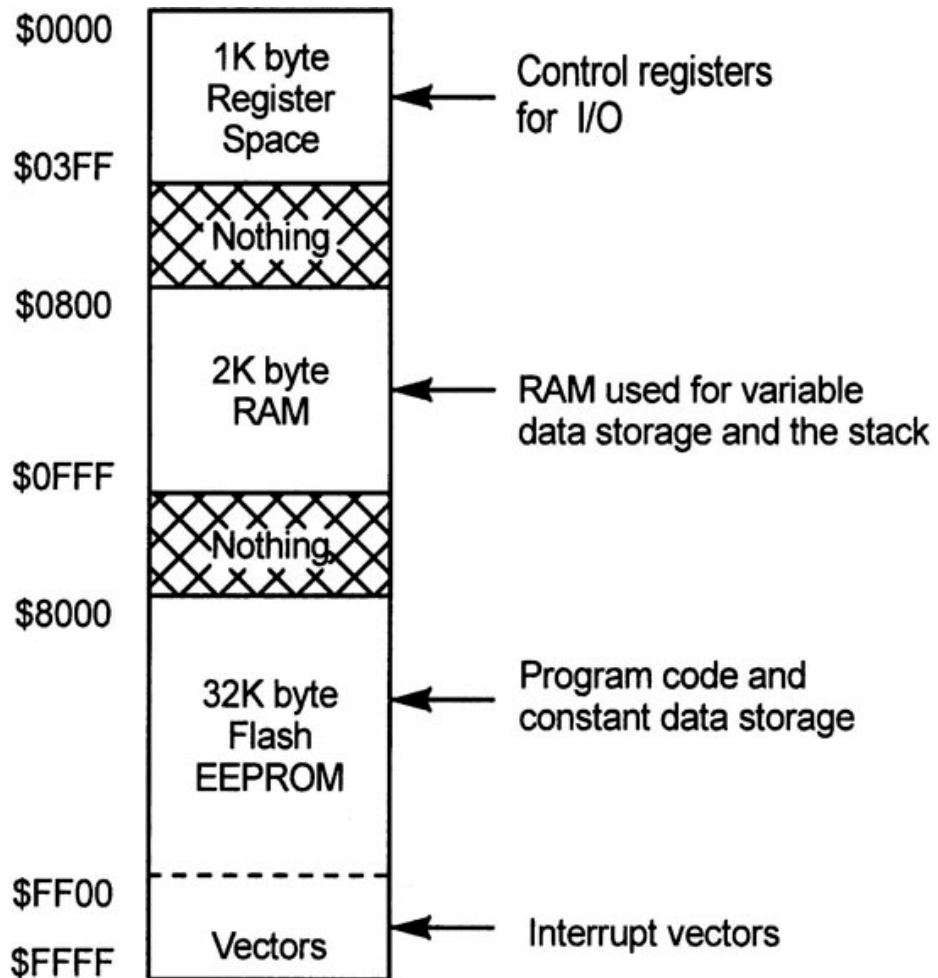 $0000
1K byte
Register
Space
Control registers
for I/O
$03FF
Nothing
$0800
2K byte
RAM
RAM used for variable
data storage and the stack
$0FFF
Nothing
$8000
32K byte
Flash
EEPROM
Program code and
constant data storage
$FF00
Vectors
Interrupt vectors
$FFFF